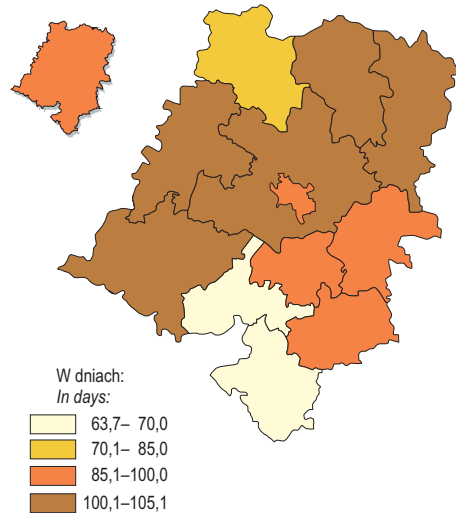 W dniach:
In days:
63,7– 70,0
70,1– 85,0
85,1–100,0
100,1–105,1